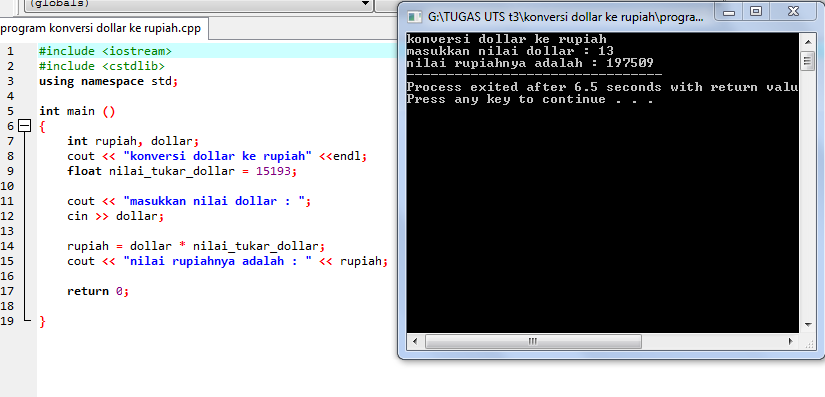 (globals)
program konversi dollar ke rupiah.cpp
1 #include <iostream>
2 #include <cstdlib>
3 using namespace std;
4
5 int main ()
6 {
7 int rupiah, dollar;
8 cout << "konversi dollar ke rupiah" <<endl;
9 float nilai_tukar_dollar = 15193;
10
11 cout << "masukkan nilai dollar : ";
12 cin >> dollar;
13
14 rupiah = dollar * nilai_tukar_dollar;
15 cout << "nilai rupiahnya adalah : " << rupiah;
16
17 return 0;
18
19 }
G:\TUGAS UTS t3\konversi dollar ke rupiah\progra...
konversi dollar ke rupiah
masukkan nilai dollar : 13
nilai rupiahnya adalah : 197509
--------------------------------
Process exited after 6.5 seconds with return valu
Press any key to continue . . .